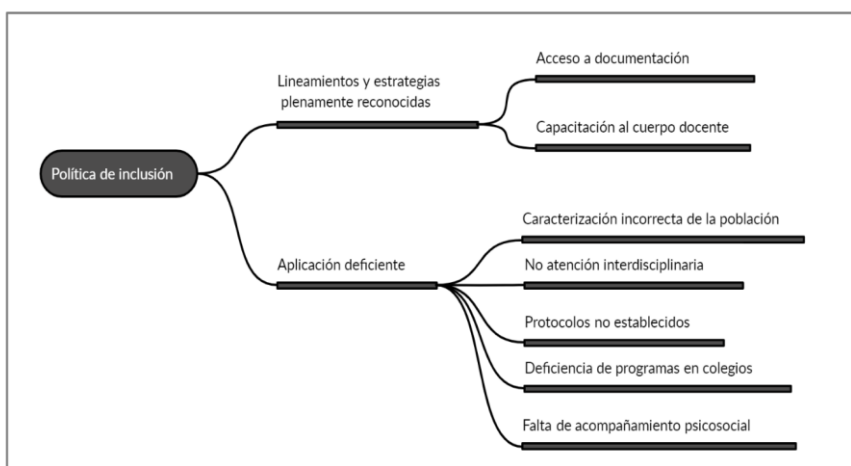 Política de inclusión
Lineamientos y estrategias
plenamente reconocidas
Acceso a documentación
Capacitación al cuerpo docente
Aplicación deficiente
Caracterización incorrecta de la población
No atención interdisciplinaria
Protocolos no establecidos
Deficiencia de programas en colegios
Falta de acompañamiento psicosocial